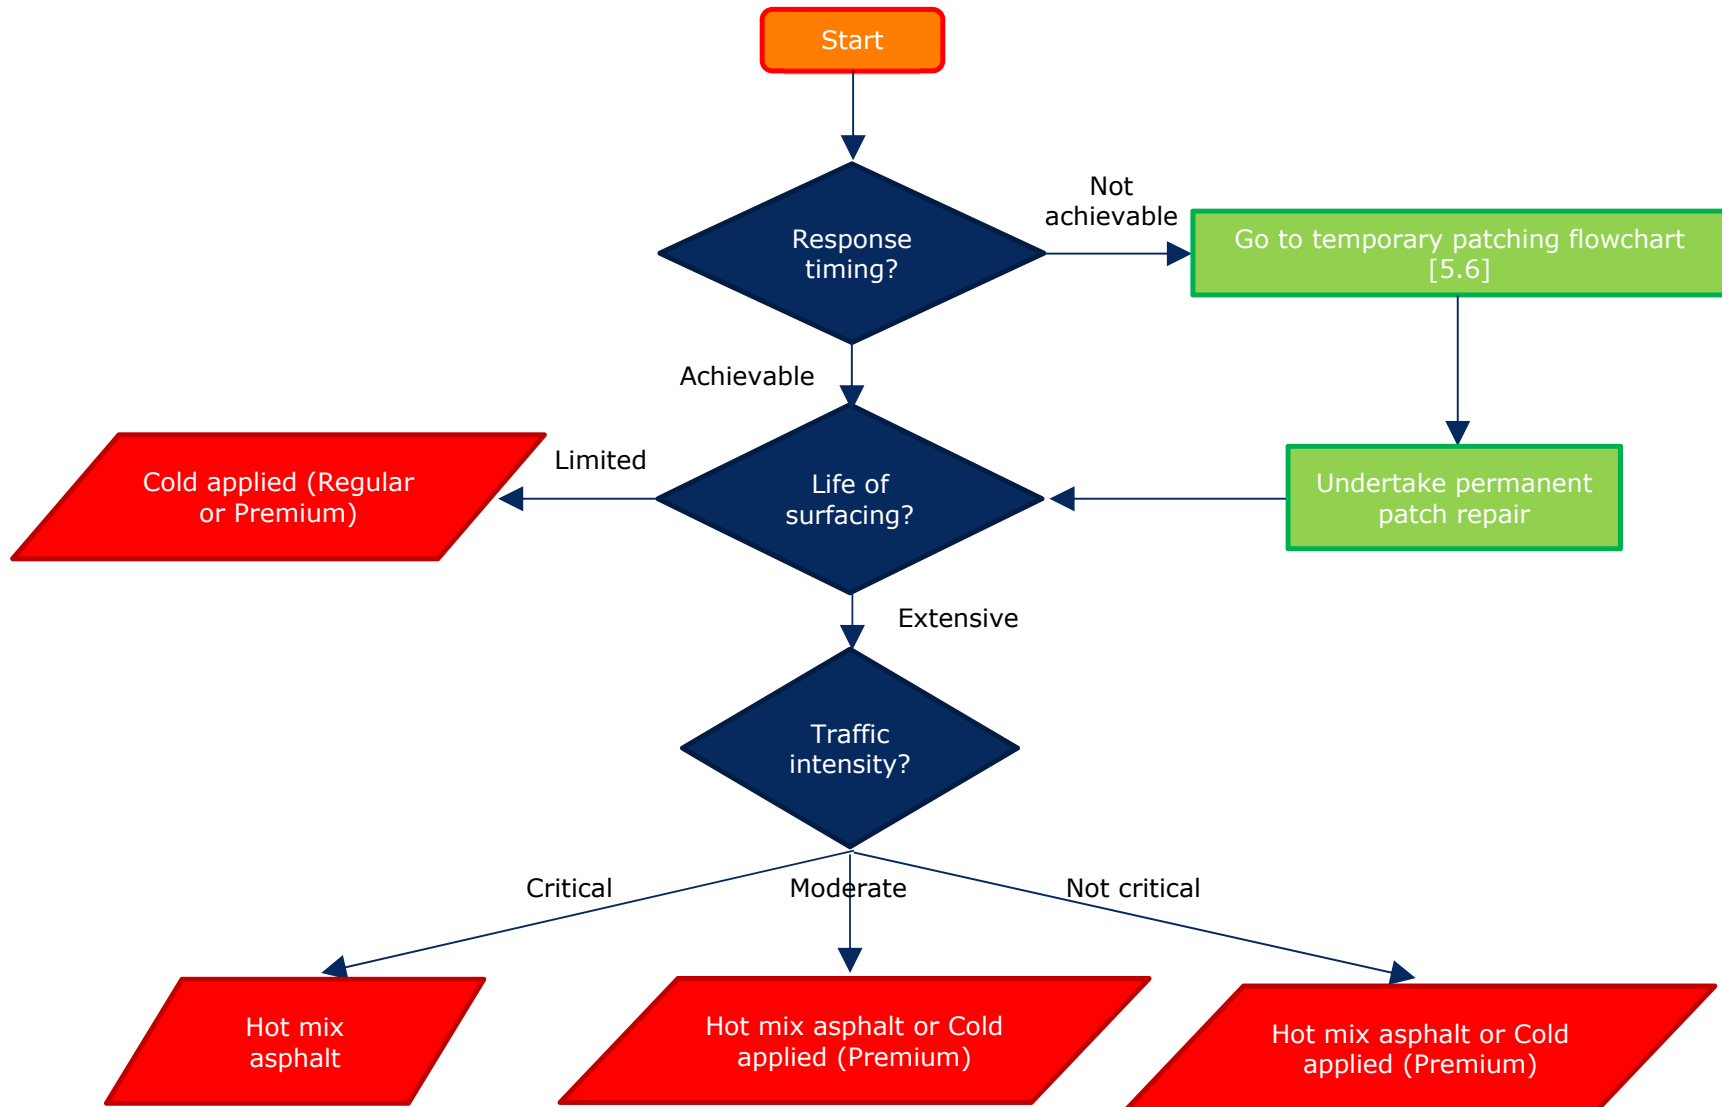 Start
Response
timing?
Not
achievable
Go to temporary patching flowchart
[5.6]
Achievable
Cold applied (Regular
or Premium)
Limited
Life of
surfacing?
Undertake permanent
patch repair
Extensive
Traffic
intensity?
Critical
Moderate
Not critical
Hot mix
asphalt
Hot mix asphalt or Cold
applied (Premium)
Hot mix asphalt or Cold
applied (Premium)